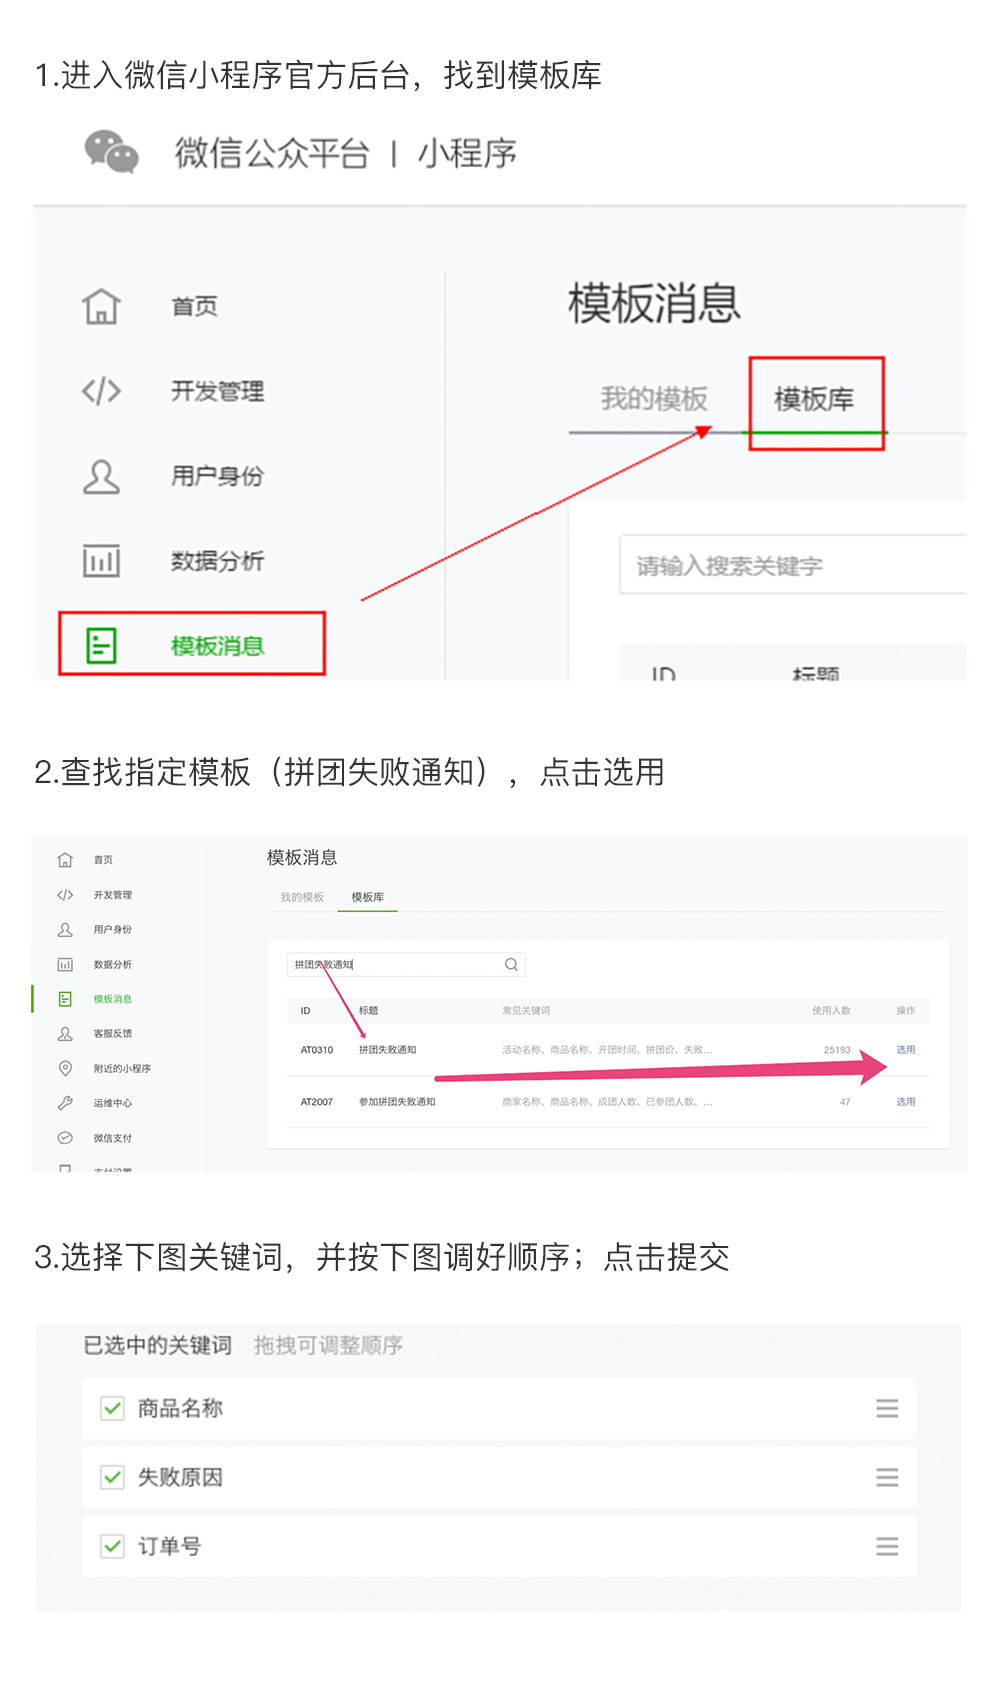 1.进入微信小程序官方后台，找到模板库
微信公众平台 | 小程序
首页
开发管理
用户身份
数据分析
模板消息
模板消息
我的模板 模板库
请输入搜索关键字
ID 标题
2.查找指定模板（拼团失败通知），点击选用
首页
开发管理
用户身份
数据分析
模板消息
客服反馈
附近的小程序
运维中心
微信支付
支付设置
模板消息
我的模板 模板库
拼团失败通知
ID 标题 常见关键词 使用人数 操作
AT0310 拼团失败通知 活动名称、商品名称、开团时间、拼团价、失败... 25193 选用
AT2007 参加拼团失败通知 商家名称、商品名称、成团人数、已参团人数、... 47 选用
3.选择下图关键词，并按下图调好顺序；点击提交
已选中的关键词 拖拽可调整顺序
商品名称
失败原因
订单号